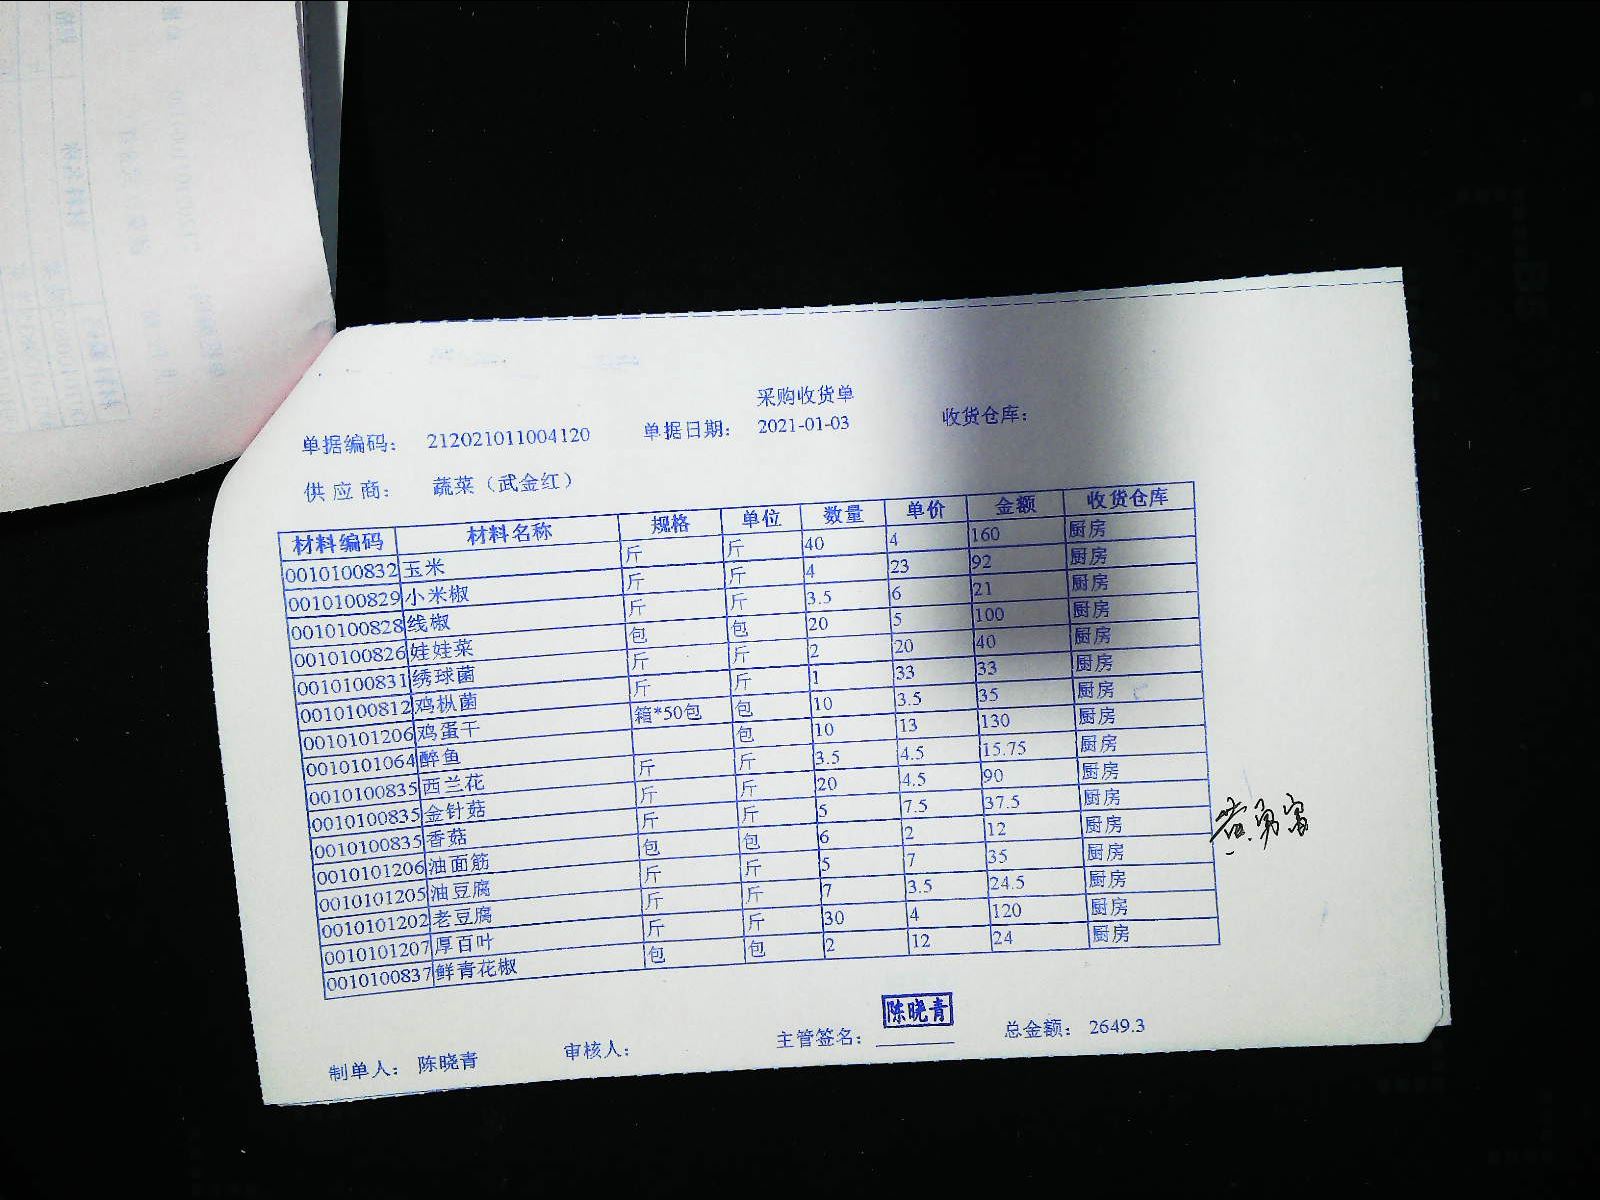 采购收货单
单据编码： 212021011004120 单据日期： 2021-01-03 收货仓库：
供 应 商： 蔬菜（武金红）
材料编码 材料名称 规格 单位 数量 单价 金额 收货仓库
0010100832 玉米 斤 斤 40 4 160 厨房
0010100829 小米椒 斤 斤 4 23 92 厨房
0010100828 线椒 斤 斤 3.5 6 21 厨房
0010100826 娃娃菜 包 包 20 5 100 厨房
0010100831 绣球菌 斤 斤 2 20 40 厨房
0010100812 鸡枞菌 斤 斤 1 33 33 厨房
0010101206 鸡蛋干 箱*50包 包 10 3.5 35 厨房
0010101064 醉鱼 包 10 13 130 厨房
0010100835 西兰花 斤 斤 3.5 4.5 15.75 厨房
0010100835 金针菇 斤 斤 20 4.5 90 厨房
0010100835 香菇 斤 斤 5 7.5 37.5 厨房
0010101206 油面筋 包 包 6 2 12 厨房
0010101205 油豆腐 斤 斤 5 7 35 厨房
0010101202 老豆腐 斤 斤 7 3.5 24.5 厨房
0010101207 厚百叶 斤 斤 30 4 120 厨房
0010100837 鲜青花椒 包 包 2 12 24 厨房
黄勇富
陈晓青
制单人： 陈晓青 审核人： 主管签名： 总金额： 2649.3